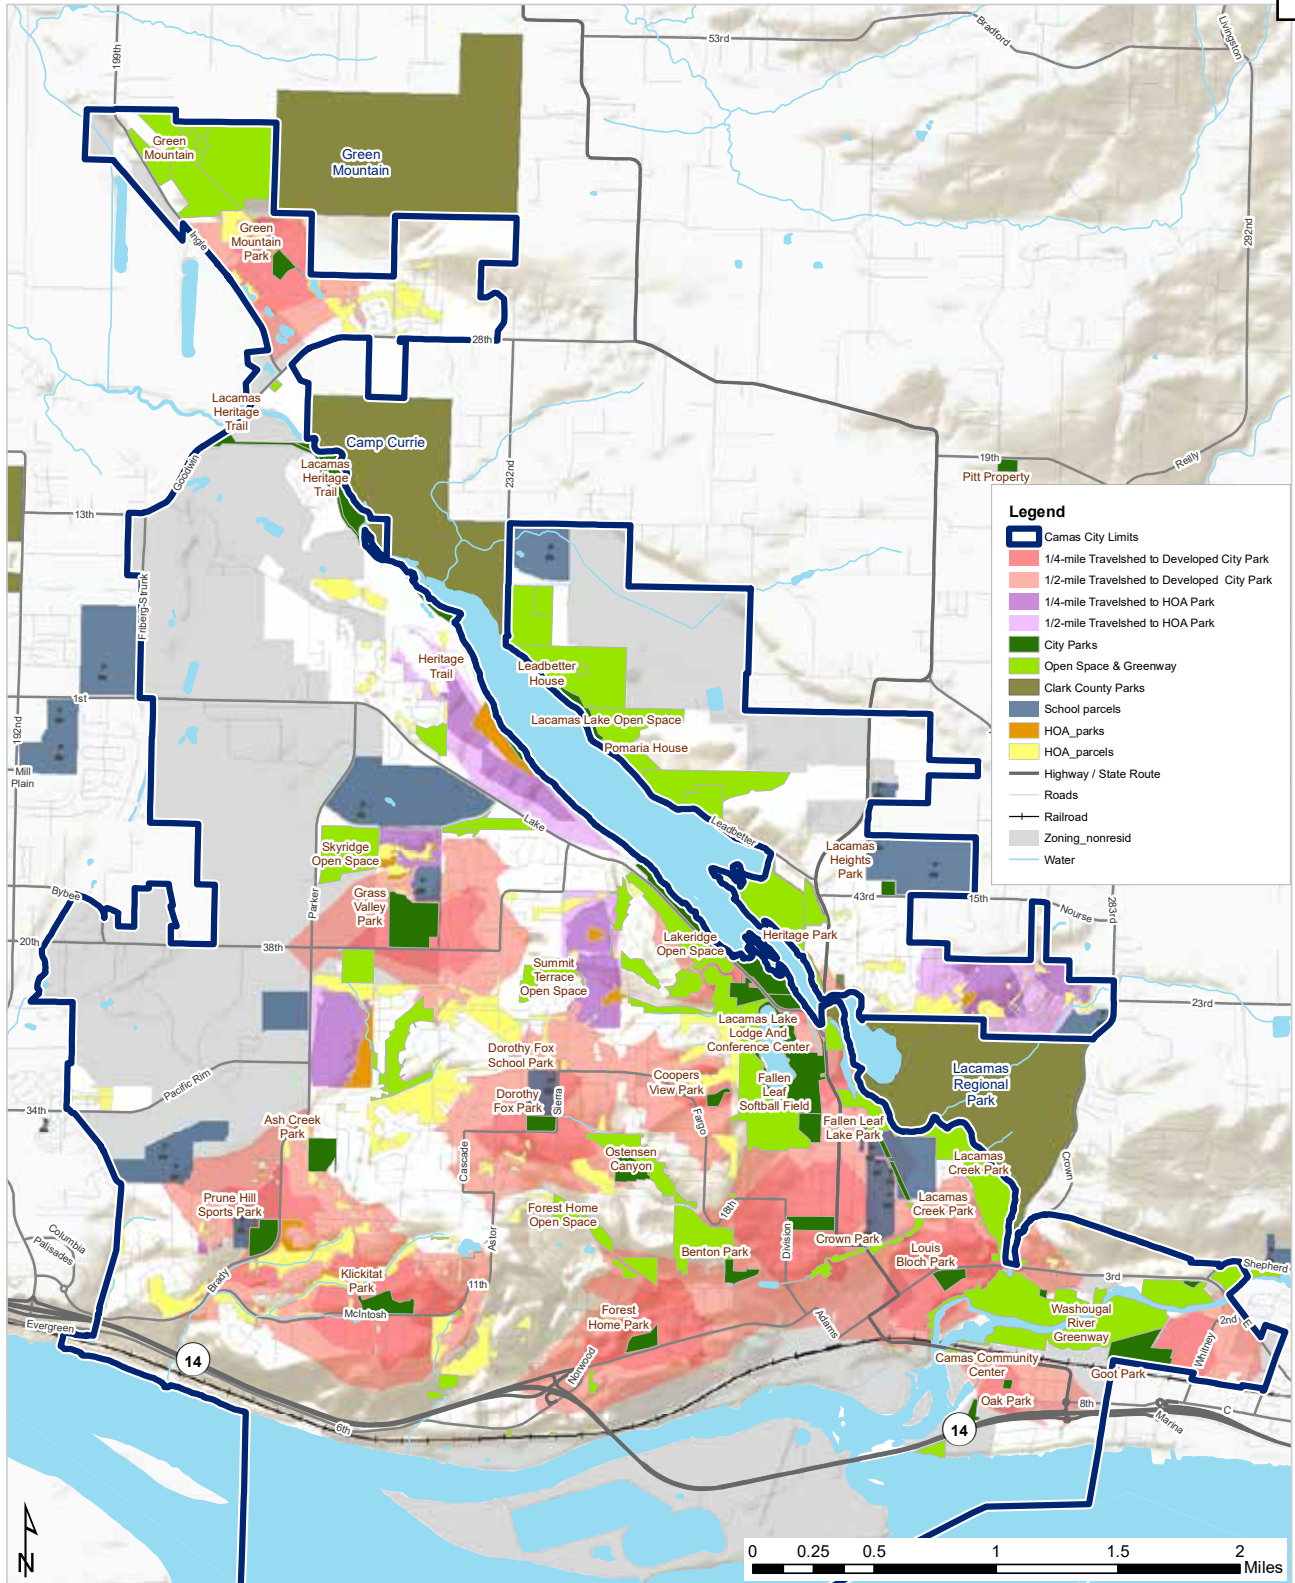 53rd
Bradford
Livingston
199th
Green
Mountain
Green
Mountain
Green
Mountain
Park
Ingle
292nd
28th
Lacamas
Heritage
Trail
Camp Currie
Lacamas
Heritage
Trail
Goodwin
232nd
19th
Reilly
Pitt Property
13th
Friberg-Strunk
Legend
Camas City Limits
1/4-mile Travelshed to Developed City Park
1/2-mile Travelshed to Developed City Park
1/4-mile Travelshed to HOA Park
1/2-mile Travelshed to HOA Park
City Parks
Open Space & Greenway
Clark County Parks
School parcels
HOA_parks
HOA_parcels
Highway / State Route
Roads
Railroad
Zoning_nonresid
Water
Heritage
Trail
Leadbetter
House
1st
192nd
Lacamas Lake Open Space
Pomaria House
Mill
Plain
Lake
Leadbetter
Skyridge
Open Space
Lacamas
Heights
Park
Bybee
Parker
Grass
Valley
Park
43rd
15th
Nourse
283rd
20th
38th
Lakeridge
Open Space
Heritage Park
Summit
Terrace
Open Space
23rd
Lacamas Lake
Lodge And
Conference Center
Dorothy Fox
School Park
Pacific Rim
Coopers
View Park
Fallen
Leaf
Softball Field
Lacamas
Regional
Park
Dorothy
Fox Park
Sierra
34th
Ash Creek
Park
Fargo
Fallen Leaf
Lake Park
Cascade
Ostensen
Canyon
Lacamas
Creek Park
Crown
Prune Hill
Sports Park
Lacamas
Creek Park
Forest Home
Open Space
18th
Columbia
Palisades
Astor
Division
Crown Park
Benton Park
Louis
Bloch Park
Shepherd
Brady
Klickitat
Park
11th
3rd
McIntosh
Forest
Home Park
Adams
Washougal
River
Greenway
2nd
E
Evergreen
Whitney
14
Norwood
Camas Community
Center
Goot Park
Oak Park
8th
C
Marina
6th
14
N
0 0.25 0.5 1 1.5 2
Miles